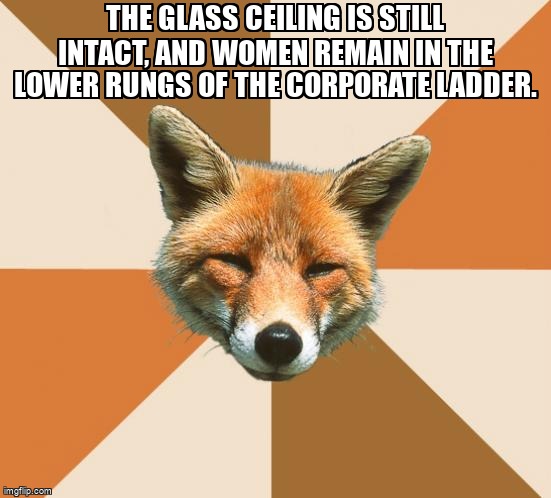 THE GLASS CEILING IS STILL
INTACT, AND WOMEN REMAIN IN THE
LOWER RUNGS OF THE CORPORATE LADDER.
imgflip.com